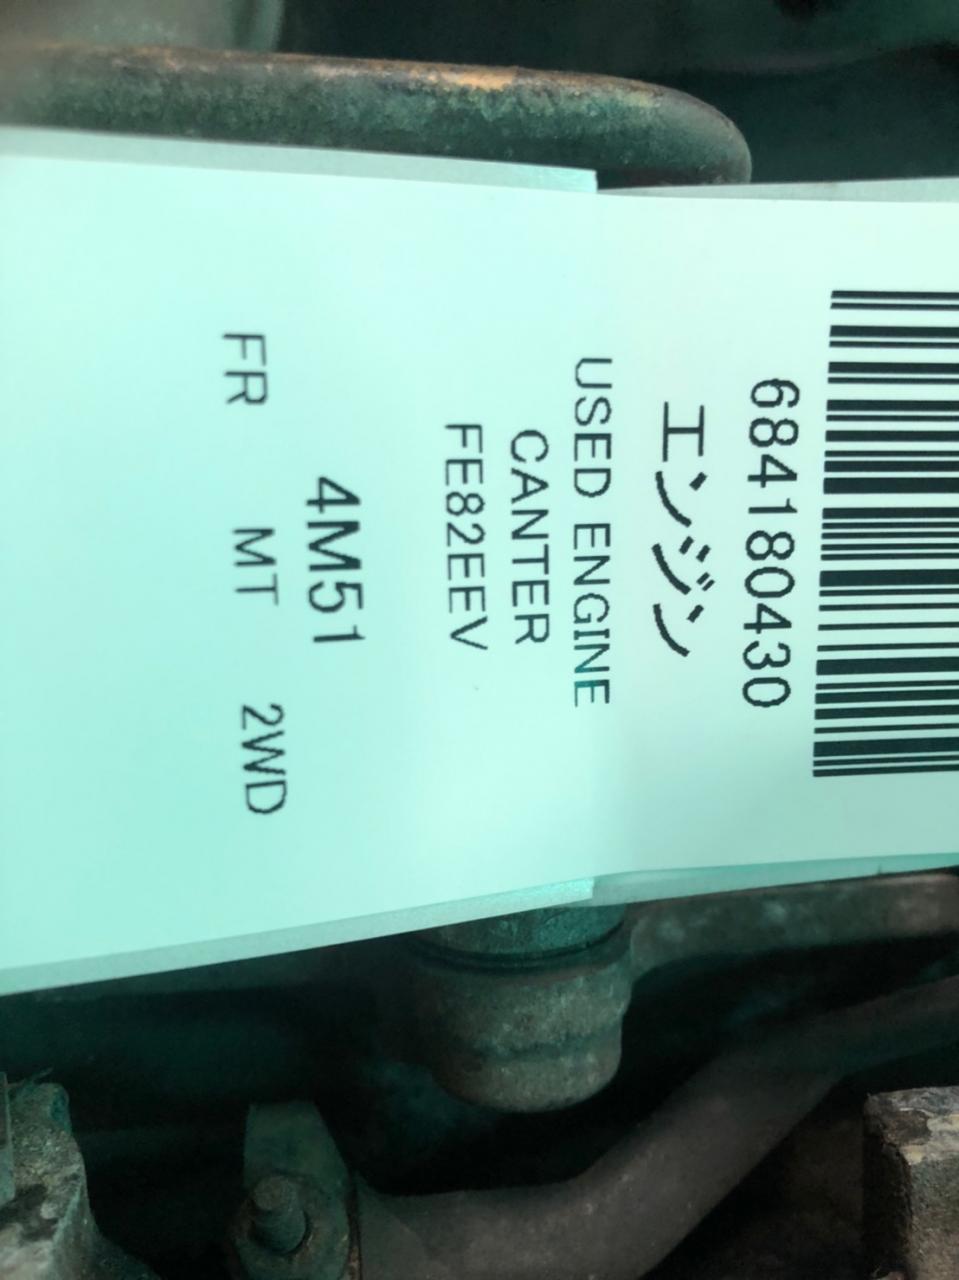 684180430
エンジン
USED ENGINE
CANTER
FE82EEV
4M51
FR MT 2WD